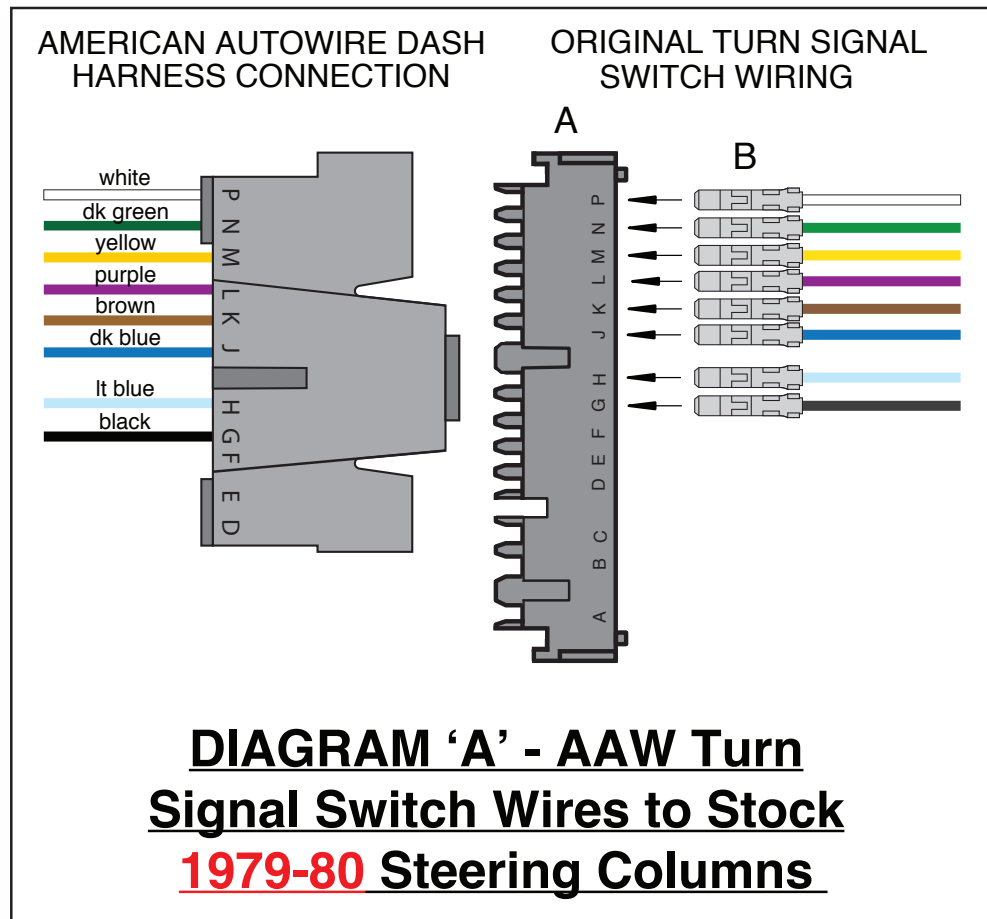 AMERICAN AUTOWIRE DASH
HARNESS CONNECTION
ORIGINAL TURN SIGNAL
SWITCH WIRING
A
B
white
dk green
yellow
purple
brown
dk blue
lt blue
black
P
N
M
L
K
J
H
G
F
E
D
P
N
M
L
K
J
H
G
F
E
D
C
B
A
DIAGRAM ‘A’ - AAW Turn
Signal Switch Wires to Stock
1979-80 Steering Columns